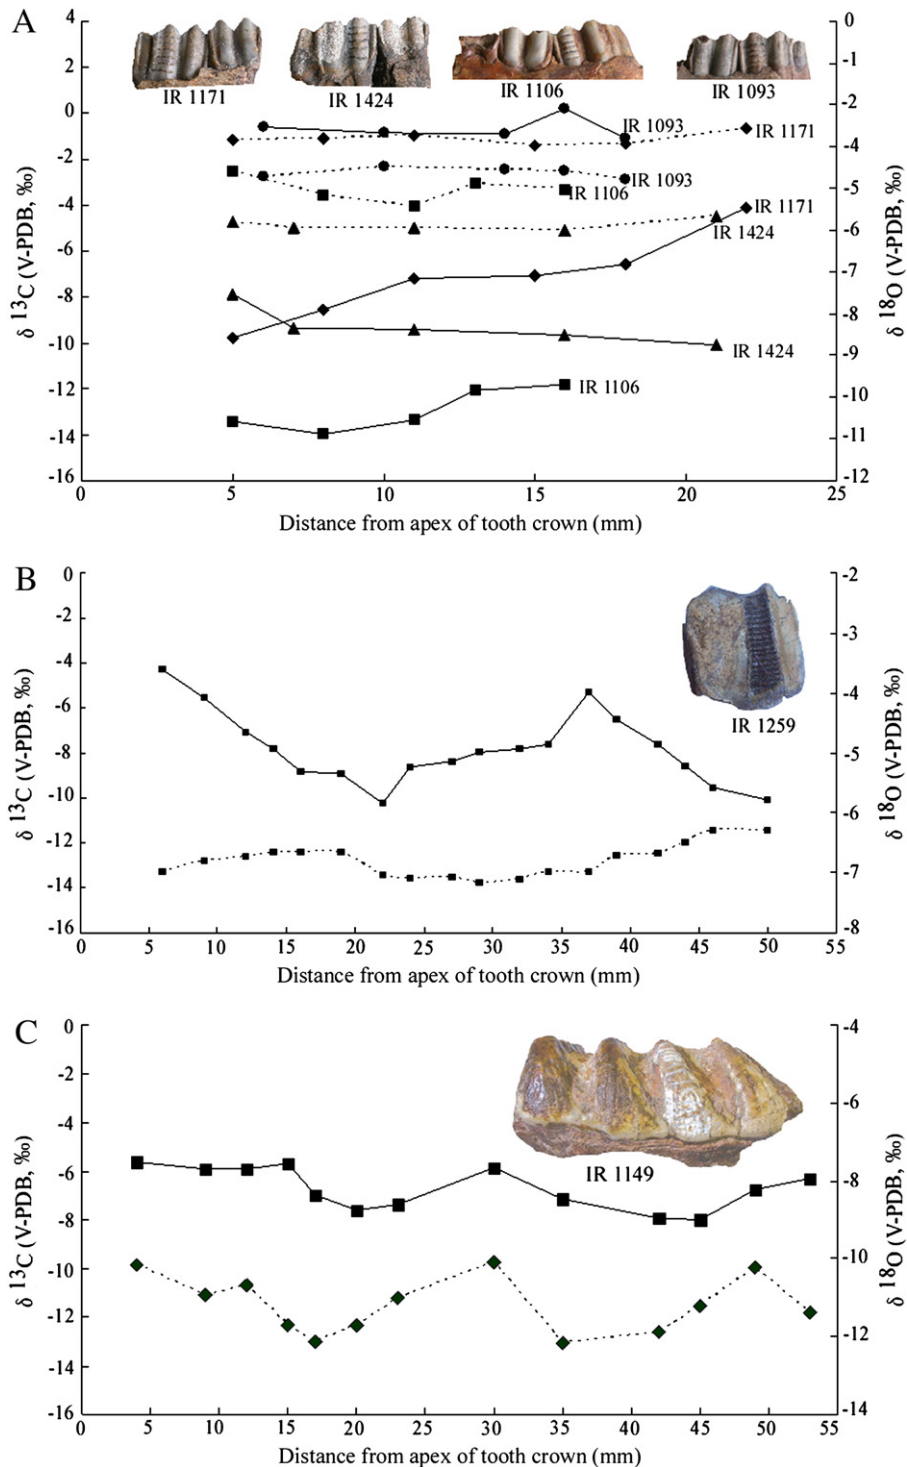 A
4
2
0
-2
-4
-6
-8
-10
-12
-14
-16
δ 13C (V-PDB, ‰)
0
-1
-2
-3
-4
-5
-6
-7
-8
-9
-10
-11
-12
δ 18O (V-PDB, ‰)
IR 1171
IR 1424
IR 1106
IR 1093
IR 1093
IR 1171
IR 1093
IR 1106
IR 1171
IR 1424
IR 1424
IR 1106
0 5 10 15 20 25
Distance from apex of tooth crown (mm)
B
0
-2
-4
-6
-8
-10
-12
-14
-16
δ 13C (V-PDB, ‰)
-2
-3
-4
-5
-6
-7
-8
δ 18O (V-PDB, ‰)
IR 1259
0 5 10 15 20 25 30 35 40 45 50 55
Distance from apex of tooth crown (mm)
C
0
-2
-4
-6
-8
-10
-12
-14
-16
δ 13C (V-PDB, ‰)
-4
-6
-8
-10
-12
-14
δ 18O (V-PDB, ‰)
IR 1149
0 5 10 15 20 25 30 35 40 45 50 55
Distance from apex of tooth crown (mm)